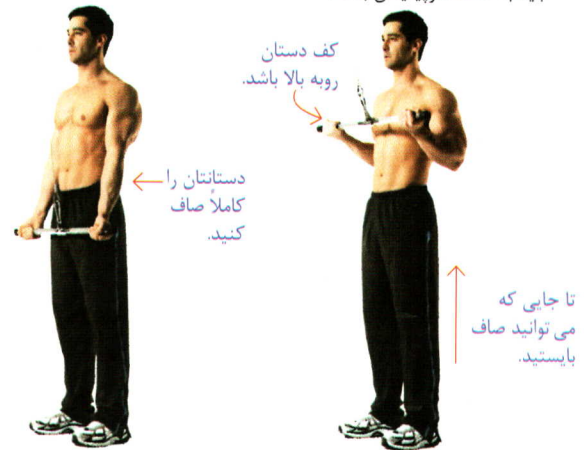 کف دستان
روبه بالا باشد.
دستانتان را
کاملاً صاف
کنید.
تا جایی که
می‌توانید صاف
بایستید.